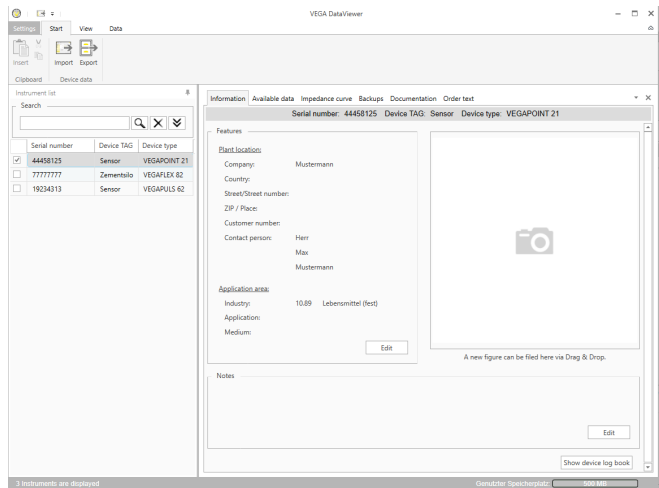 VEGA DataViewer
Settings Start View Data
Insert Import Export
Clipboard Device data
Instrument list
Search
Serial number Device TAG Device type
44458125 Sensor VEGAPOINT 21
77777777 Zementsilo VEGAFLEX 82
19234313 Sensor VEGAPULS 62
Information Available data Impedance curve Backups Documentation Order text
Serial number: 44458125 Device TAG: Sensor Device type: VEGAPOINT 21
Features
Plant location:
Company: Mustermann
Country:
Street/Street number:
ZIP / Place:
Customer number:
Contact person: Herr
Max
Mustermann
Application area:
Industry: 10.89 Lebensmittel (fest)
Application:
Medium:
Edit
A new figure can be filed here via Drag & Drop.
Notes
Edit
Show device log book
3 Instruments are displayed Genutzter Speicherplatz: 500 MB